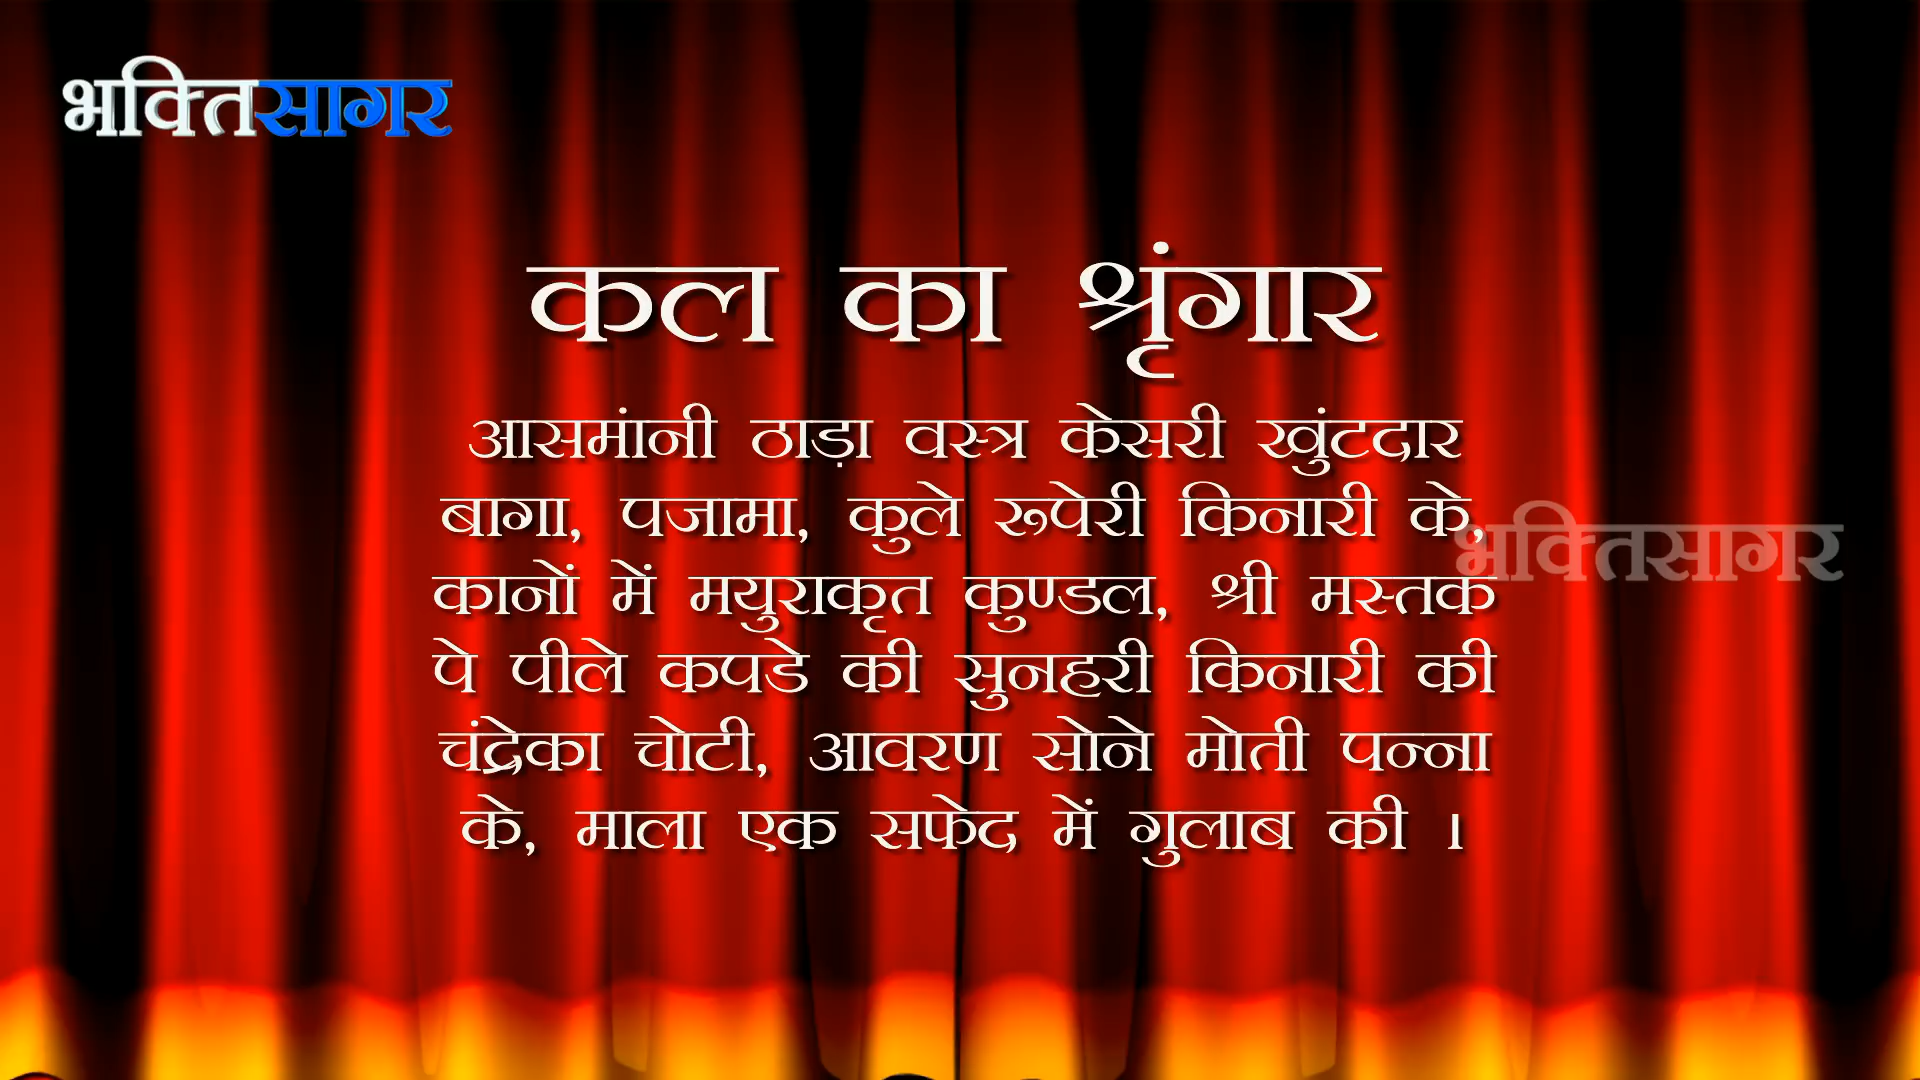 भक्तिसागर
कल का श्रृंगार
आसमांनी ठाड़ा वस्त्र केसरी खुंटदार
बागा, पजामा, कुले रूपेरी किनारी के,
भक्तिसागर
कानों में मयुराकृत कुण्डल, श्री मस्तक
पे पीले कपडे की सुनहरी किनारी की
चंद्रेका चोटी, आवरण सोने मोती पन्ना
के, माला एक सफेद में गुलाब की ।